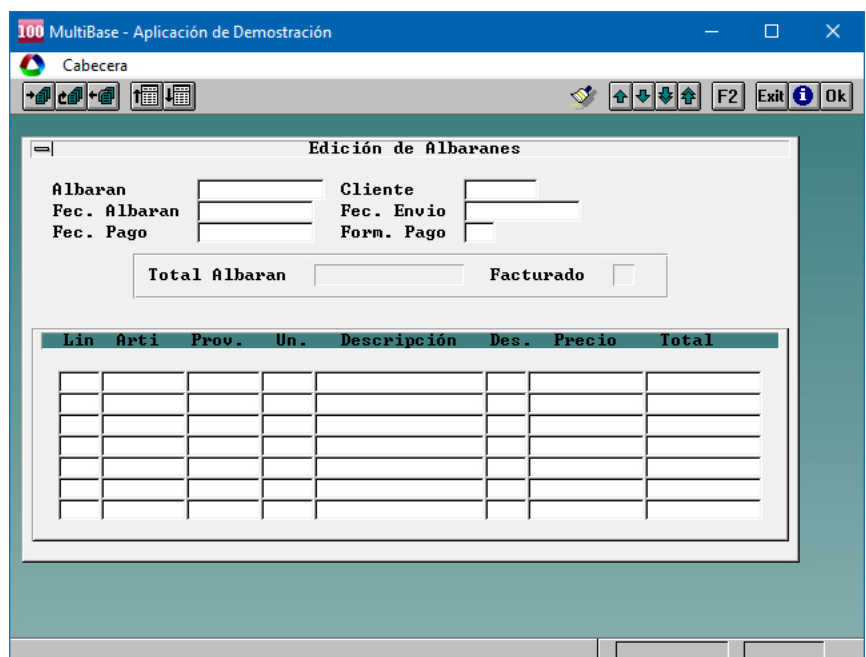 100 MultiBase - Aplicación de Demostración
Cabecera
F2 Exit Ok
Edición de Albaranes
Albaran Cliente
Fec. Albaran Fec. Envio
Fec. Pago Form. Pago
Total Albaran Facturado
Lin Arti Prov. Un. Descripción Des. Precio Total